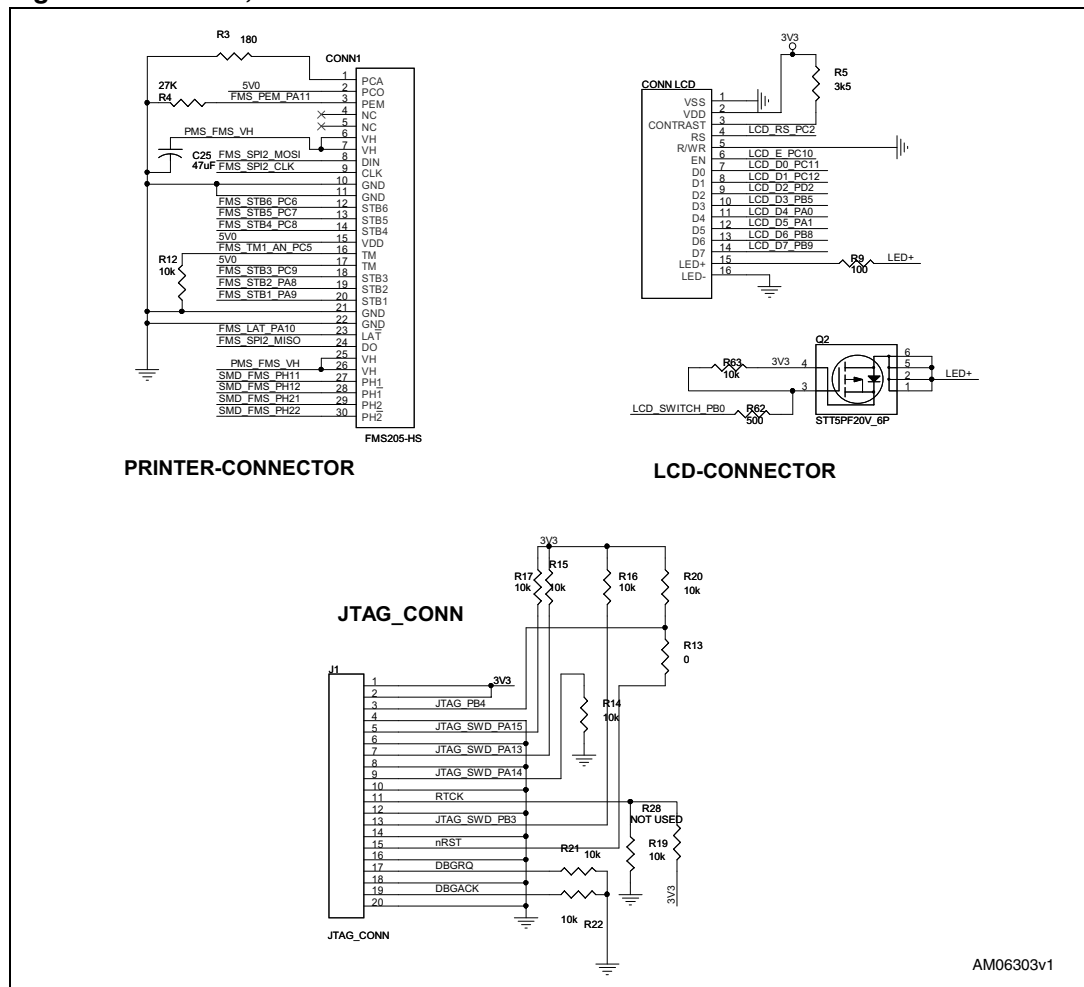 R3 180
CONN1
1 PCA
5V0 2 PCO
27K
R4
FMS_PEM_PA11 3 PEM
4 NC
5 NC
PMS_FMS_VH 6 VH
7 VH
C25
47uF
FMS_SPI2_MOSI 8 DIN
FMS_SPI2_CLK 9 CLK
10 GND
11 GND
FMS_STB6_PC6 12 STB6
FMS_STB5_PC7 13 STB5
FMS_STB4_PC8 14 STB4
5V0 15 VDD
FMS_TM1_AN_PC5 16 TM
R12
10k
5V0 17 TM
FMS_STB3_PC9 18 STB3
FMS_STB2_PA8 19 STB2
FMS_STB1_PA9 20 STB1
21 GND
22 GND
FMS_LAT_PA10 23 LAT
FMS_SPI2_MISO 24 DO
25 VH
PMS_FMS_VH 26 VH
SMD_FMS_PH11 27 PH1
SMD_FMS_PH12 28 PH1
SMD_FMS_PH21 29 PH2
SMD_FMS_PH22 30 PH2
FMS205-HS
PRINTER-CONNECTOR
3V3
R5
3k5
CONN LCD
VSS 1
VDD 2
CONTRAST 3
RS 4 LCD_RS_PC2
R/WR 5
EN 6 LCD_E_PC10
D0 7 LCD_D0_PC11
D1 8 LCD_D1_PC12
D2 9 LCD_D2_PD2
D3 10 LCD_D3_PB5
D4 11 LCD_D4_PA0
D5 12 LCD_D5_PA1
D6 13 LCD_D6_PB8
D7 14 LCD_D7_PB9
LED+ 15 R9 LED+
100
LED- 16
Q2
R63 3V3 4
10k
6
5
2 LED+
1
3
LCD_SWITCH_PB0 R62
500
STT5PF20V_6P
LCD-CONNECTOR
3V3
R17 R15 R16 R20
10k 10k 10k 10k
JTAG_CONN
R13
0
J1
1 3V3
2
3 JTAG_PB4
4
R14
10k
5 JTAG_SWD_PA15
6
7 JTAG_SWD_PA13
8
9 JTAG_SWD_PA14
10
11 RTCK
12
R28
NOT USED
13 JTAG_SWD_PB3
14
15 nRST
R19
10k
16
R21 10k
17 DBGRQ
18
19 DBGACK
20
3V3
10k R22
JTAG_CONN
AM06303v1